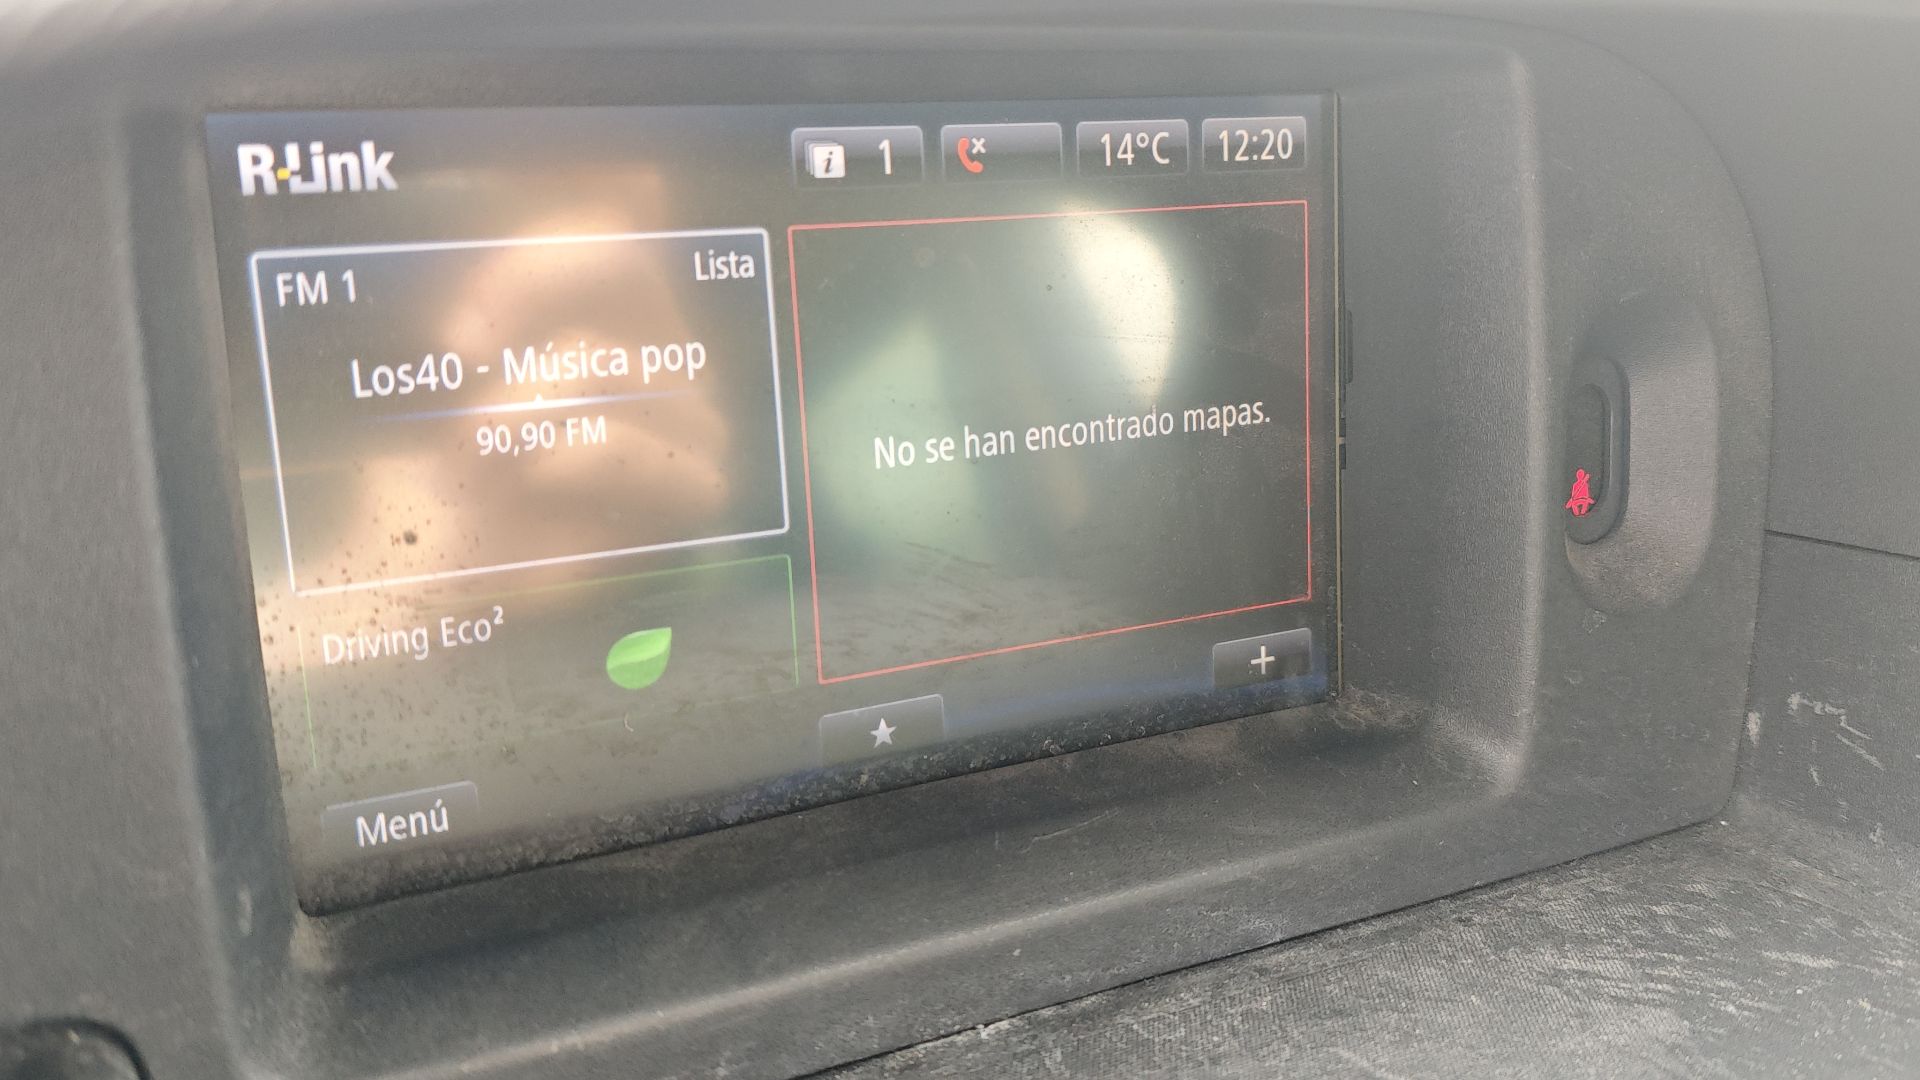 R-Link
1
14°C
12:20
FM 1
Lista
Los40 - Música pop
90,90 FM
No se han encontrado mapas.
Driving Eco²
+
Menú